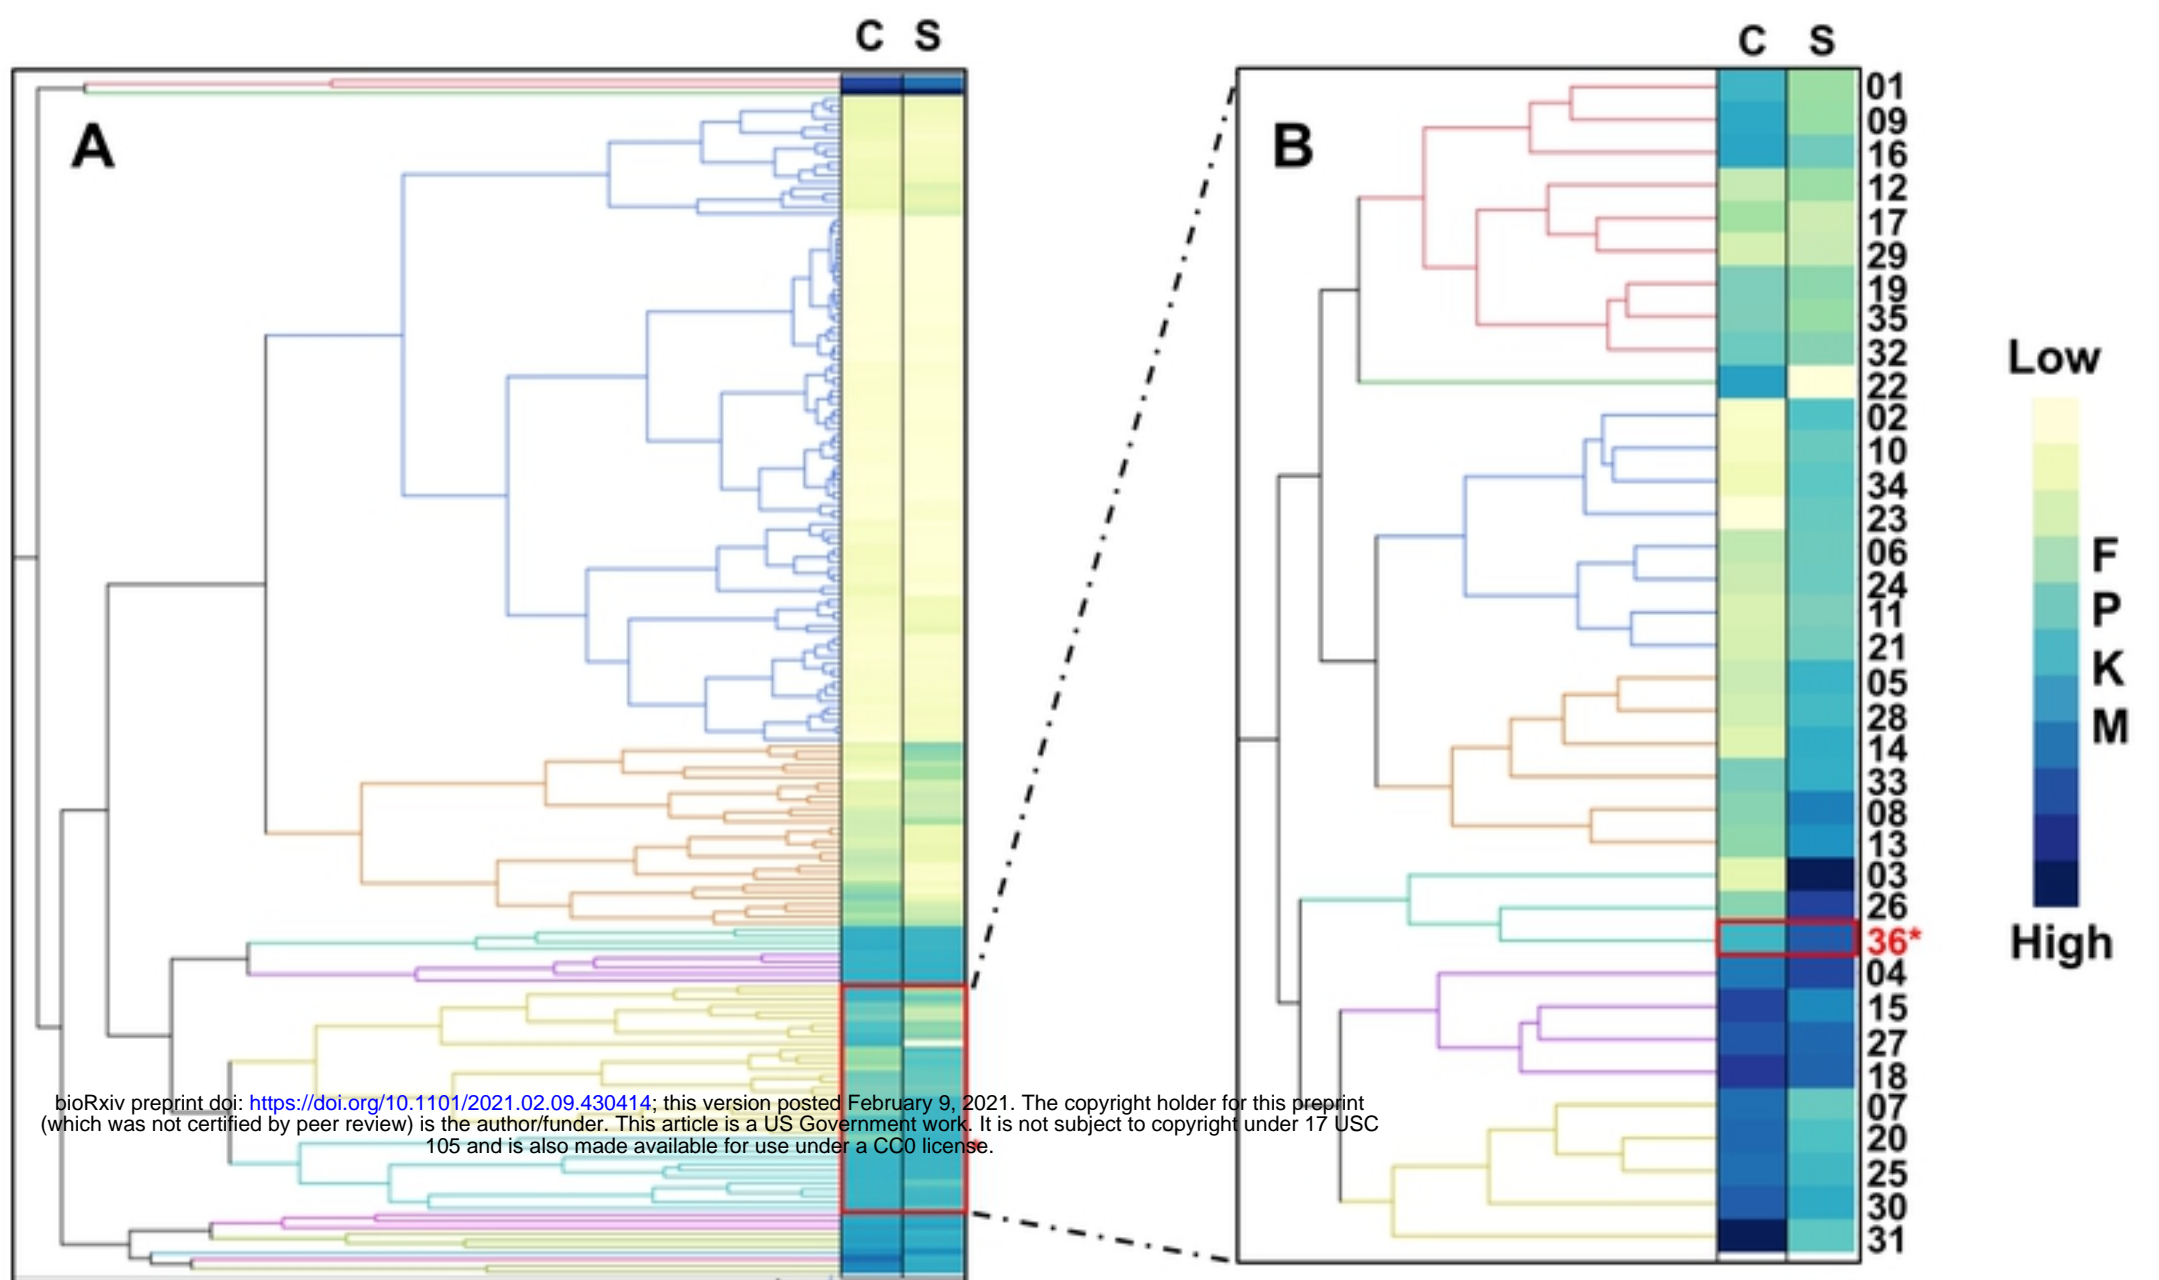 C S
C S
A
B
01
09
16
12
17
29
19
35
32
22
02
10
34
23
06
24
11
21
05
28
14
33
08
13
03
26
36*
04
15
27
18
07
20
25
30
31
Low
F
P
K
M
High
bioRxiv preprint doi: https://doi.org/10.1101/2021.02.09.430414; this version posted February 9, 2021. The copyright holder for this preprint
(which was not certified by peer review) is the author/funder. This article is a US Government work. It is not subject to copyright under 17 USC
105 and is also made available for use under a CC0 license.
*